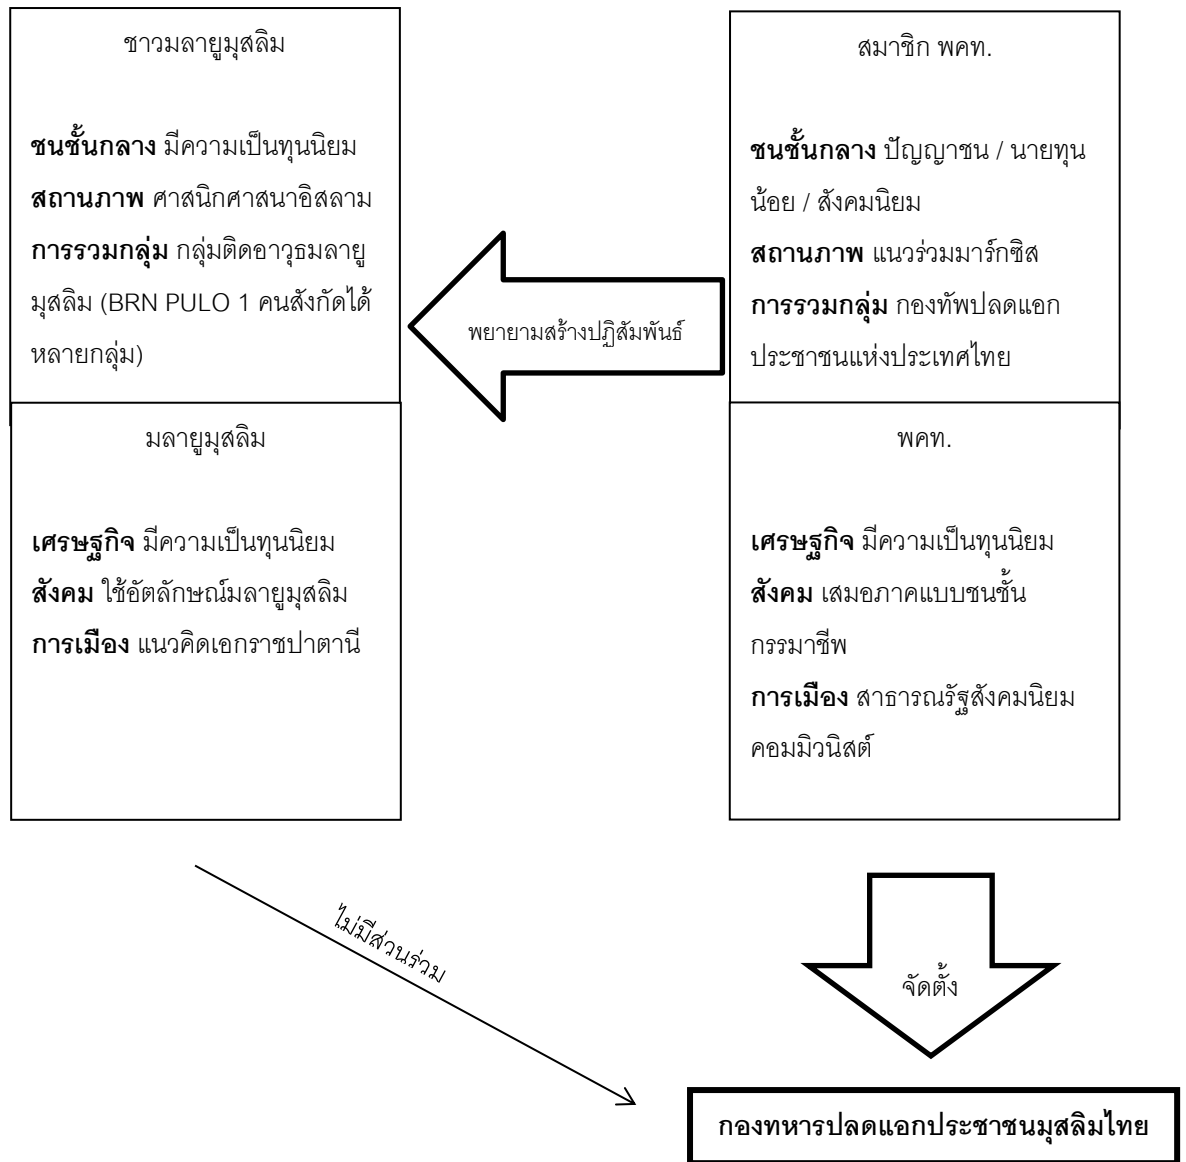 ชาวมลายูมุสลิม
ชนชั้นกลาง มีความเป็นทุนนิยม
สถานภาพ ศาสนิกศาสนาอิสลาม
การรวมกลุ่ม กลุ่มติดอาวุธมลายู
มุสลิม (BRN PULO 1 คนสังกัดได้
หลายกลุ่ม)
สมาชิก พคท.
ชนชั้นกลาง ปัญญาชน / นายทุน
น้อย / สังคมนิยม
สถานภาพ แนวร่วมมาร์กซิส
การรวมกลุ่ม กองทัพปลดแอก
ประชาชนแห่งประเทศไทย
พยายามสร้างปฏิสัมพันธ์
มลายูมุสลิม
เศรษฐกิจ มีความเป็นทุนนิยม
สังคม ใช้อัตลักษณ์มลายูมุสลิม
การเมือง แนวคิดเอกราชปาตานี
พคท.
เศรษฐกิจ มีความเป็นทุนนิยม
สังคม เสมอภาคแบบชนชั้น
กรรมาชีพ
การเมือง สาธารณรัฐสังคมนิยม
คอมมิวนิสต์
ไม่มีส่วนร่วม
จัดตั้ง
กองทหารปลดแอกประชาชนมุสลิมไทย